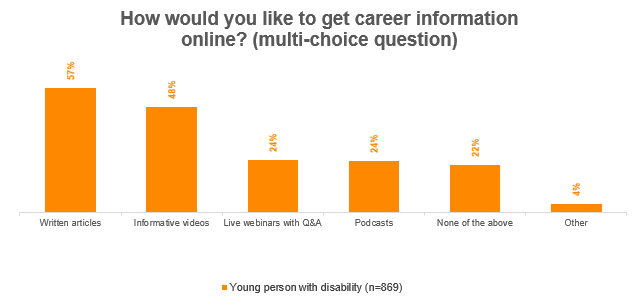 How would you like to get career information
online? (multi-choice question)
57%
48%
24%
24%
22%
4%
Written articles
Informative videos
Live webinars with Q&A
Podcasts
None of the above
Other
Young person with disability (n=869)